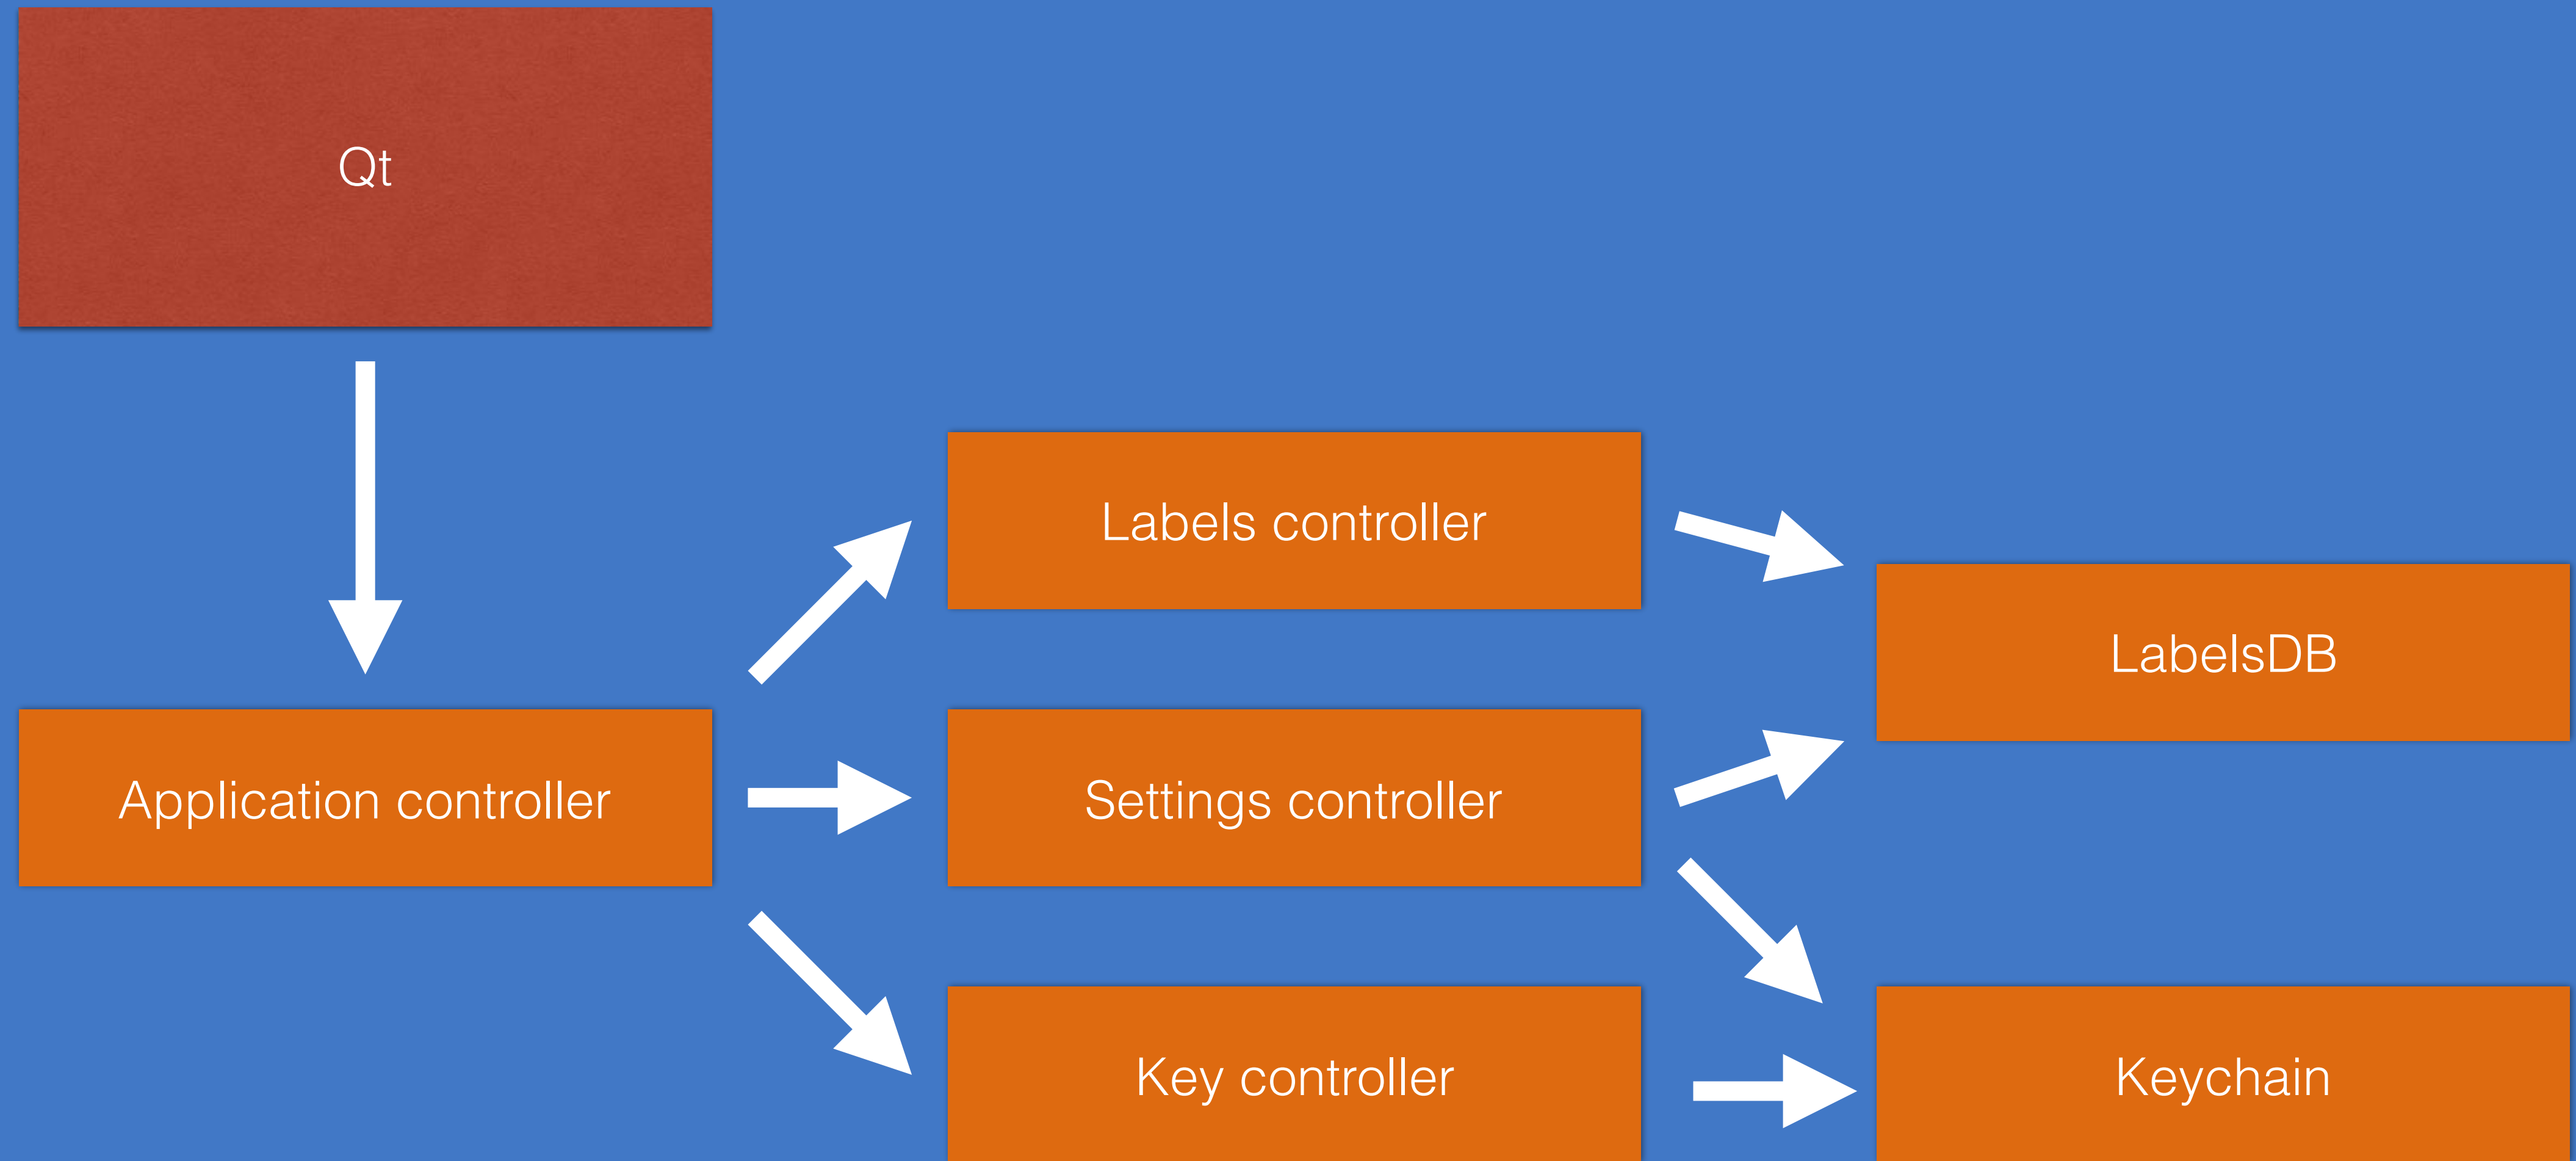 Qt
Labels controller
LabelsDB
Application controller
Settings controller
Key controller
Keychain